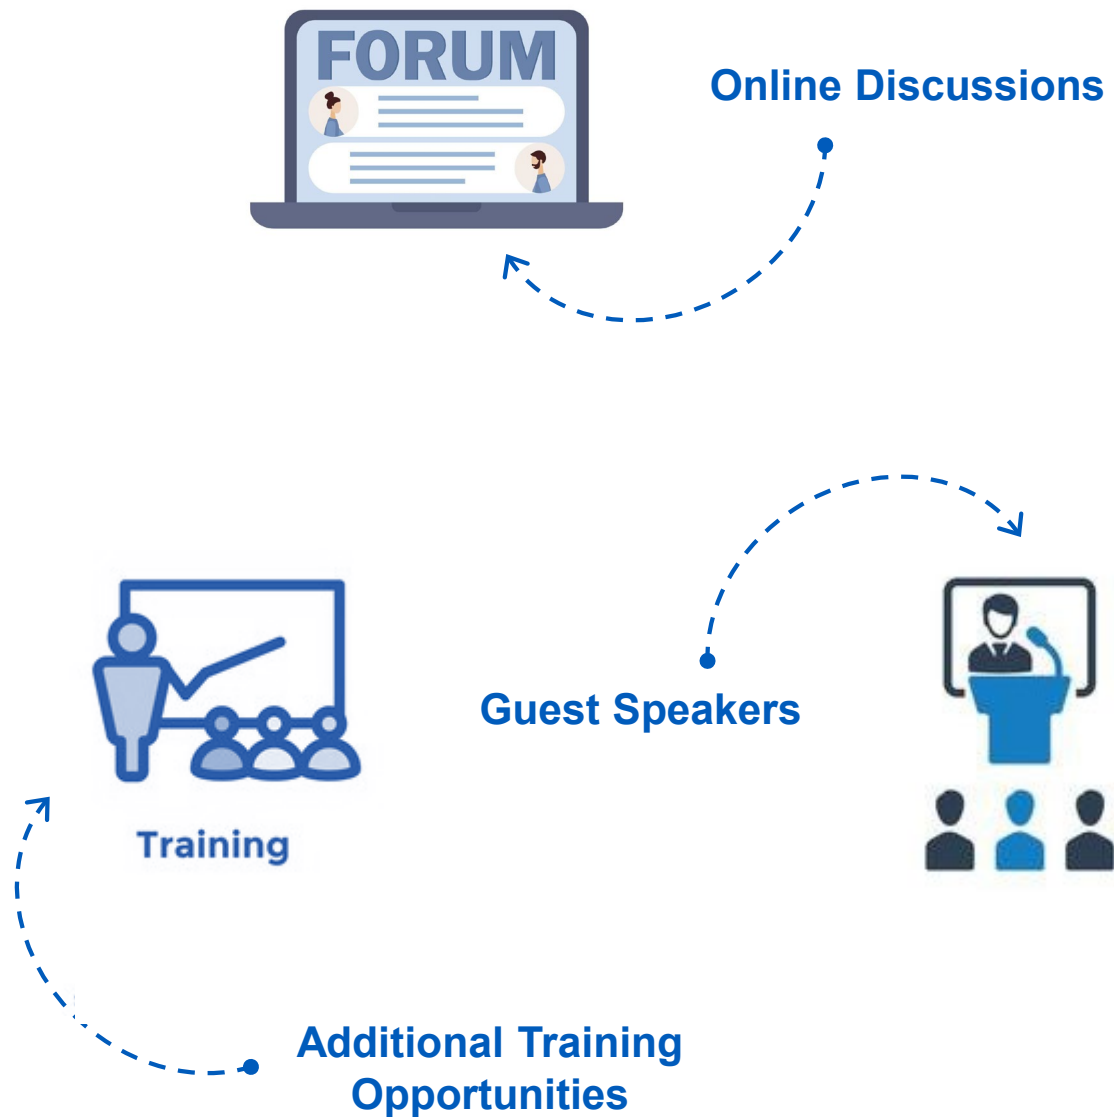 FORUM
Online Discussions
Guest Speakers
Training
Additional Training
Opportunities